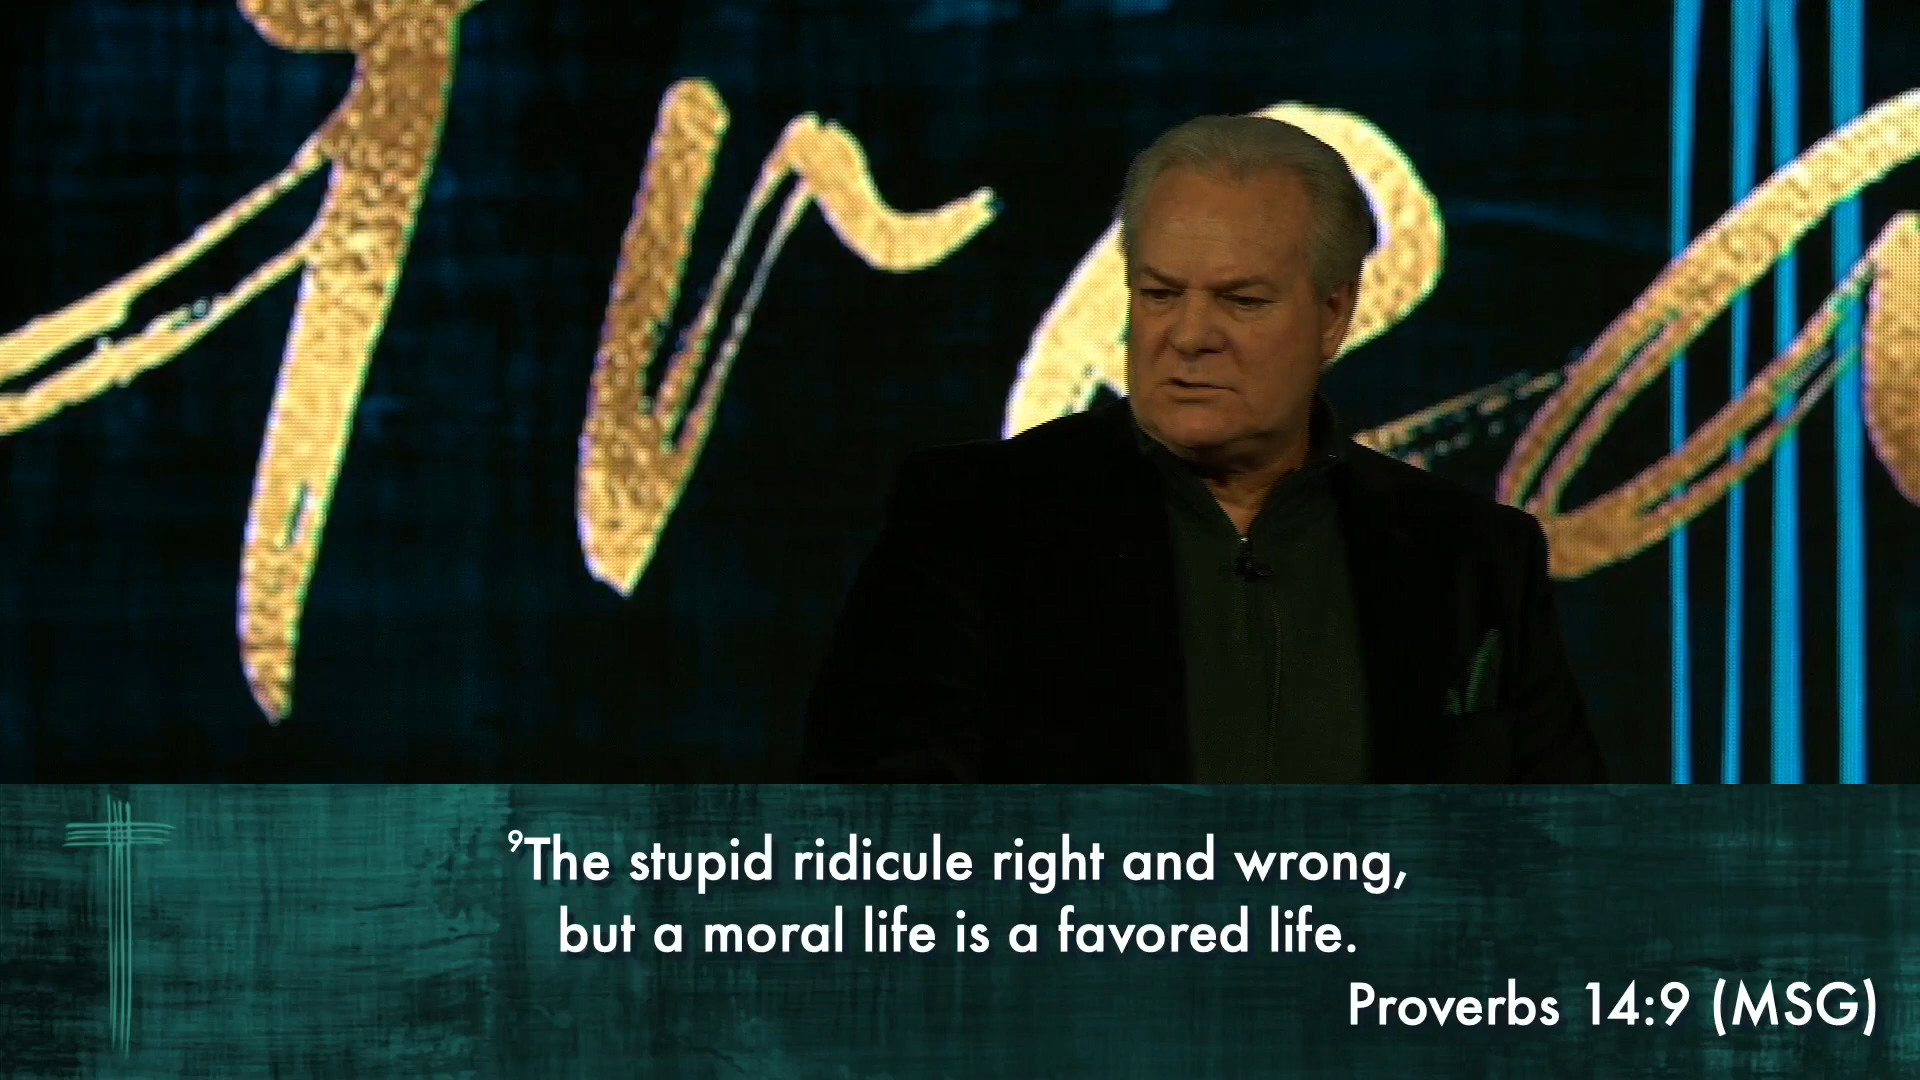 ⁹The stupid ridicule right and wrong,
but a moral life is a favored life.
Proverbs 14:9 (MSG)